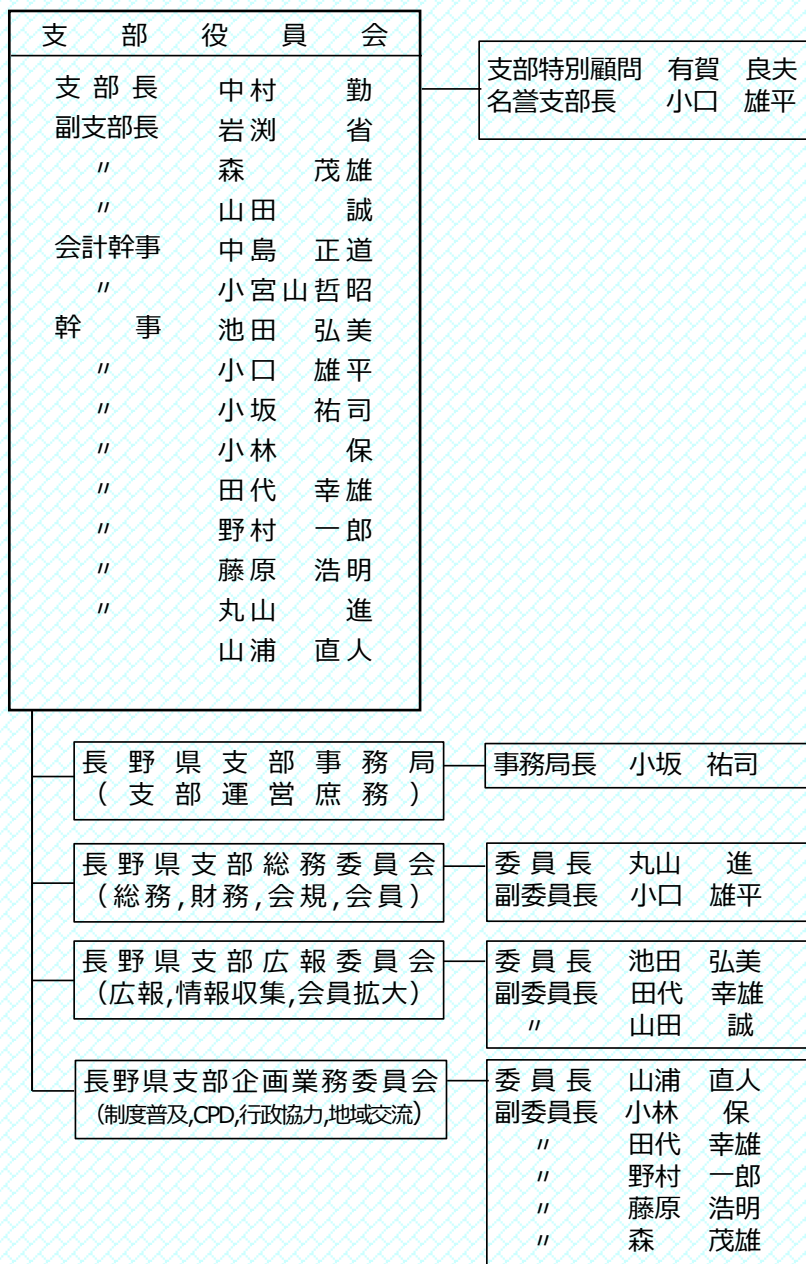 支部役員会
支部長 中村 勤
副支部長 岩渕 省
〃 森 茂雄
〃 山田 誠
会計幹事 中島 正道
〃 小宮山哲昭
幹事 池田 弘美
〃 小口 雄平
〃 小坂 祐司
〃 小林 保
〃 田代 幸雄
〃 野村 一郎
〃 藤原 浩明
〃 丸山 進
山浦 直人
支部特別顧問 有賀 良夫
名誉支部長 小口 雄平
長野県支部事務局
(支部運営庶務)
事務局長 小坂 祐司
長野県支部総務委員会
(総務,財務,会規,会員)
委員長 丸山 進
副委員長 小口 雄平
長野県支部広報委員会
(広報,情報収集,会員拡大)
委員長 池田 弘美
副委員長 田代 幸雄
〃 山田 誠
長野県支部企画業務委員会
(制度普及,CPD,行政協力,地域交流)
委員長 山浦 直人
副委員長 小林 保
〃 田代 幸雄
〃 野村 一郎
〃 藤原 浩明
〃 森 茂雄